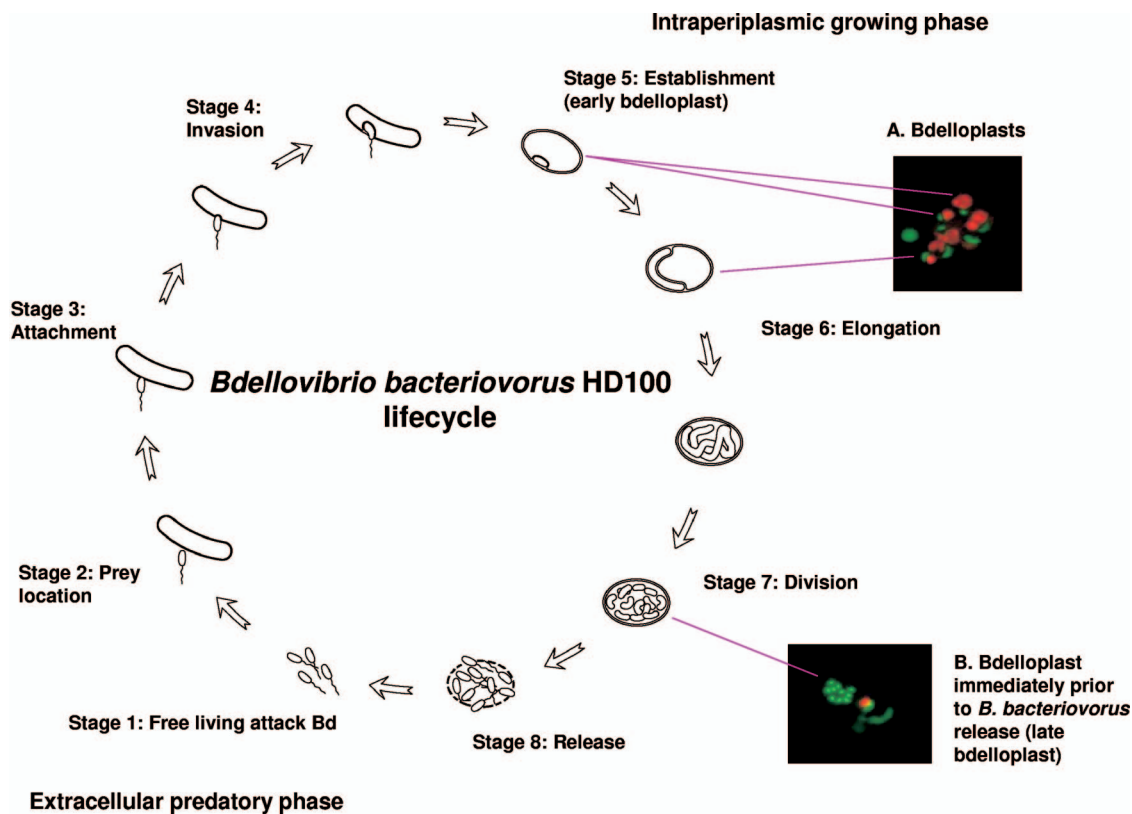 Intraperiplasmic growing phase
Stage 5: Establishment
(early bdelloplast)
Stage 4:
Invasion
A. Bdelloplasts
Stage 3:
Attachment
Stage 6: Elongation
Bdellovibrio bacteriovorus HD100
lifecycle
Stage 2: Prey
location
Stage 7: Division
B. Bdelloplast
immediately prior
to B. bacteriovorus
release (late
bdelloplast)
Stage 1: Free living attack Bd
Stage 8: Release
Extracellular predatory phase